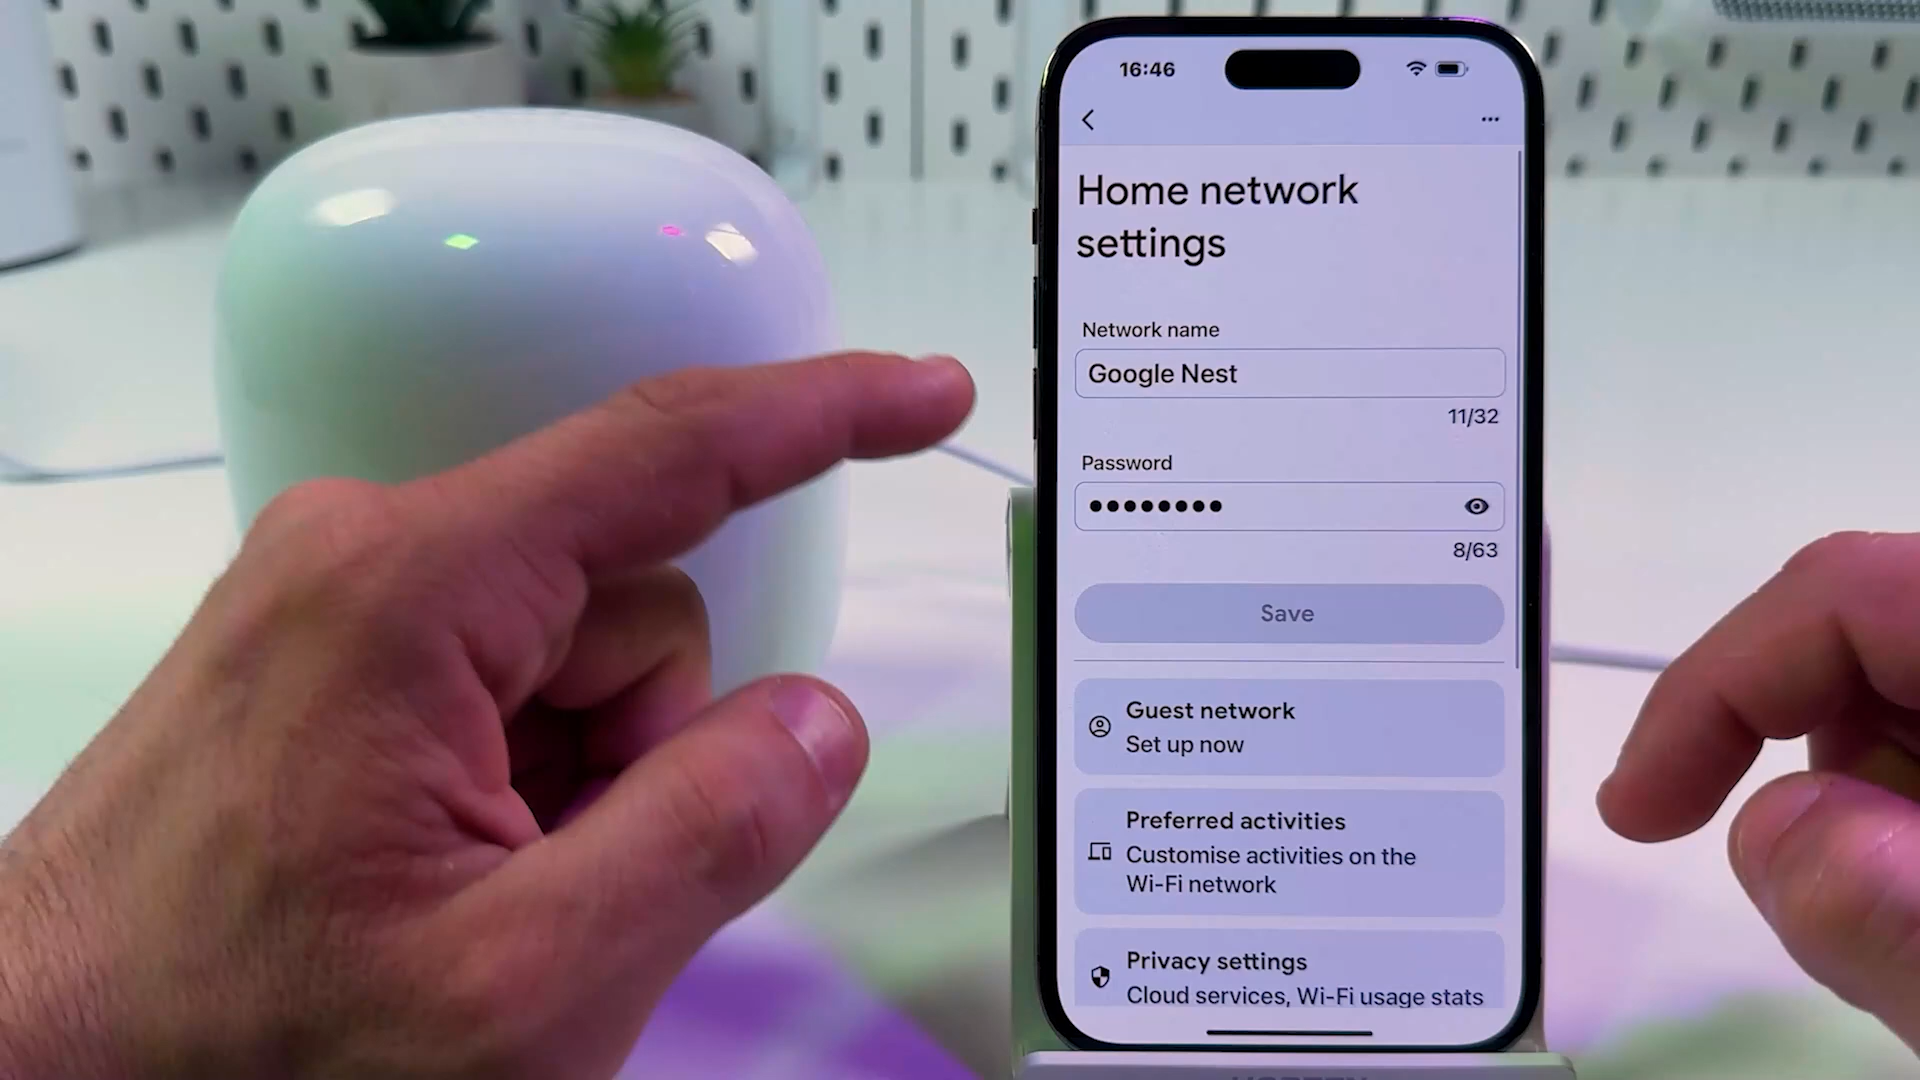 16:46
Home network
settings
Network name
Google Nest
11/32
Password
8/63
Save
Guest network
Set up now
Preferred activities
Customise activities on the
Wi-Fi network
Privacy settings
Cloud services, Wi-Fi usage stats